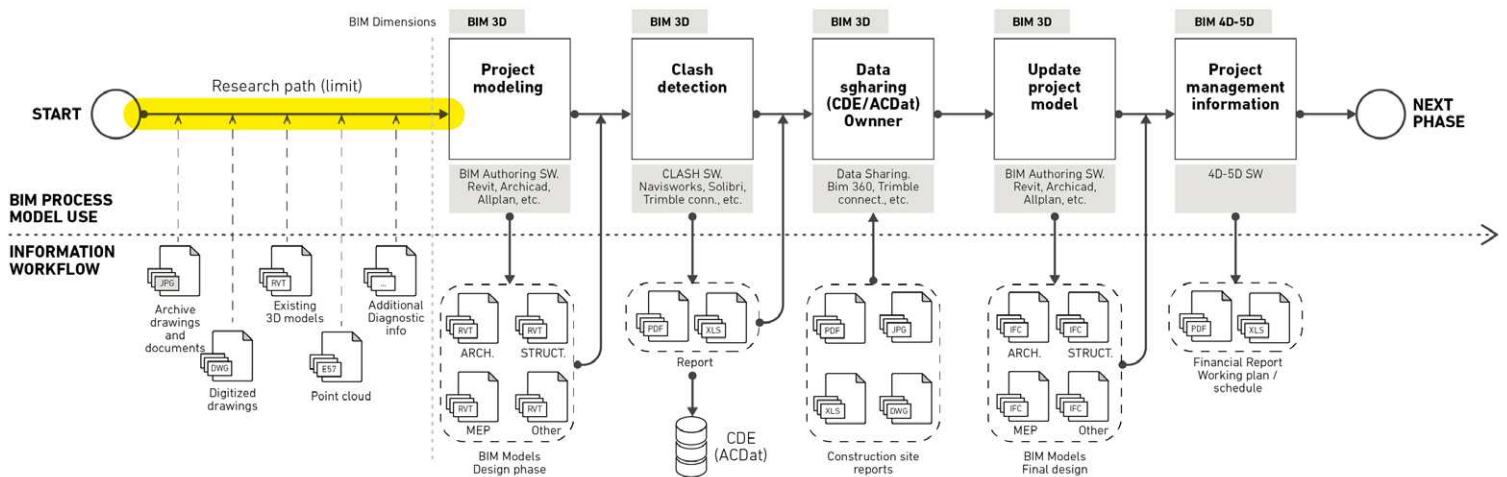 BIM Dimensions
BIM 3D
BIM 3D
BIM 3D
BIM 3D
BIM 4D-5D
START
Research path (limit)
Project
modeling
Clash
detection
Data
sgharing
(CDE/ACDat)
Ownner
Update
project
model
Project
management
information
NEXT
PHASE
BIM Authoring SW.
Revit, Archicad,
Allplan, etc.
CLASH SW.
Navisworks, Solibri,
Trimble conn., etc.
Data Sharing.
Bim 360, Trimble
connect., etc.
BIM Authoring SW.
Revit, Archicad,
Allplan, etc.
4D-5D SW
BIM PROCESS
MODEL USE
INFORMATION
WORKFLOW
JPG
Archive
drawings
and
documents
DWG
Digitized
drawings
RVT
Existing
3D models
E57
Point cloud
...
Additional
Diagnostic
info
RVT
ARCH.
RVT
STRUCT.
RVT
MEP
RVT
Other
BIM Models
Design phase
PDF
XLS
Report
CDE
(ACDat)
PDF
JPG
XLS
DWG
Construction site
reports
IFC
ARCH.
IFC
STRUCT.
IFC
MEP
IFC
Other
BIM Models
Final design
PDF
XLS
Financial Report
Working plan /
schedule